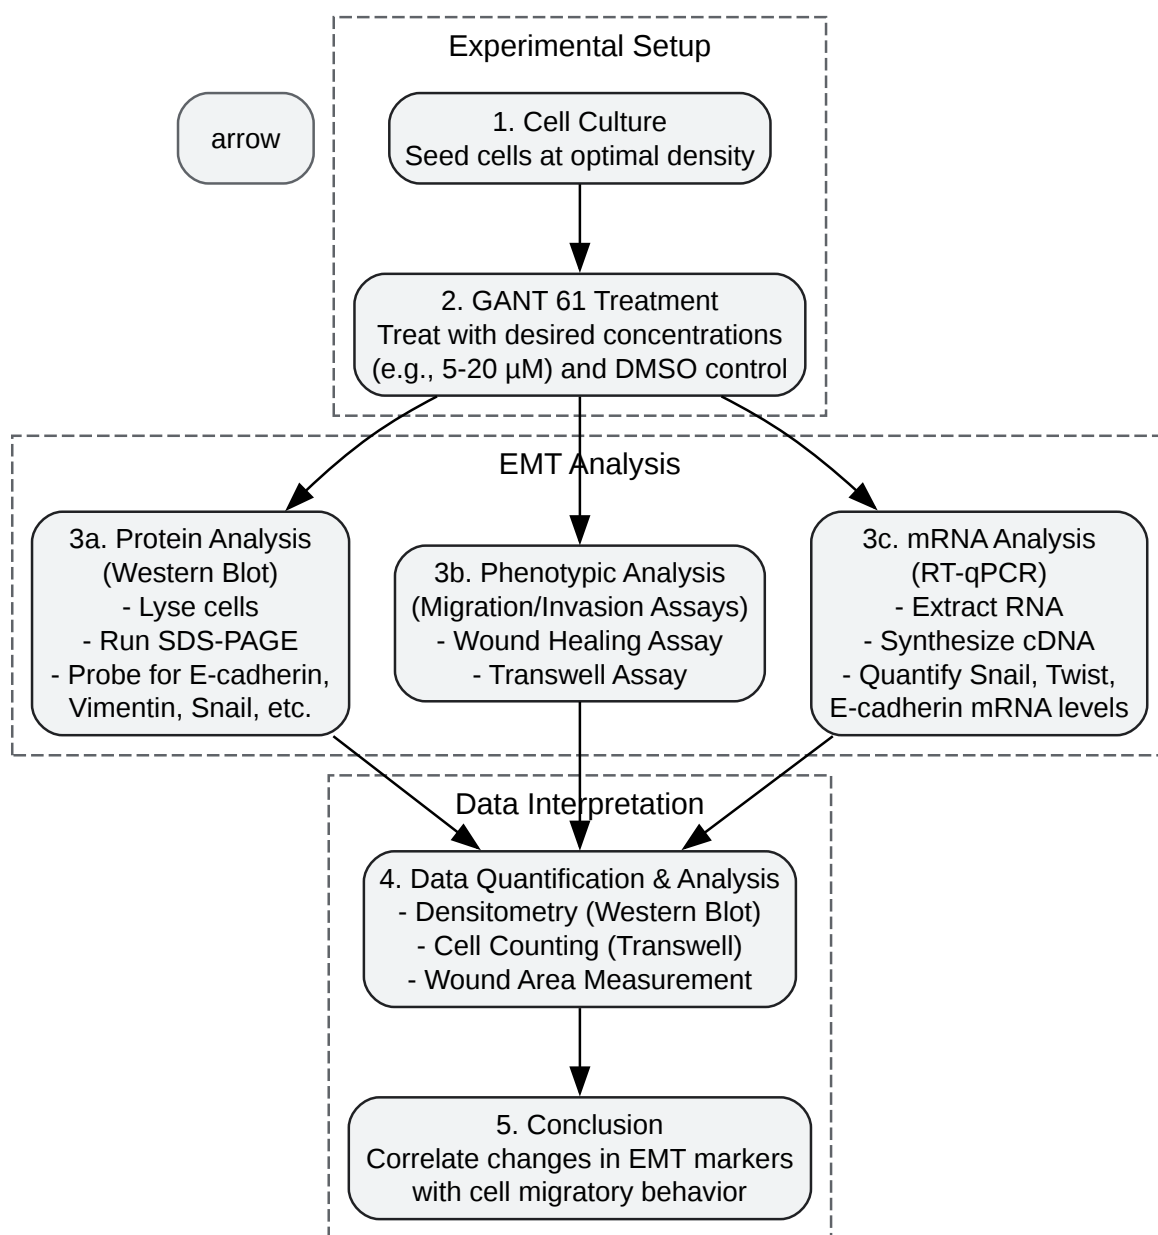 Experimental Setup
arrow
1. Cell Culture
Seed cells at optimal density
2. GANT 61 Treatment
Treat with desired concentrations
(e.g., 5-20 µM) and DMSO control
EMT Analysis
3a. Protein Analysis
(Western Blot)
- Lyse cells
- Run SDS-PAGE
- Probe for E-cadherin,
Vimentin, Snail, etc.
3b. Phenotypic Analysis
(Migration/Invasion Assays)
- Wound Healing Assay
- Transwell Assay
3c. mRNA Analysis
(RT-qPCR)
- Extract RNA
- Synthesize cDNA
- Quantify Snail, Twist,
E-cadherin mRNA levels
Data Interpretation
4. Data Quantification & Analysis
- Densitometry (Western Blot)
- Cell Counting (Transwell)
- Wound Area Measurement
5. Conclusion
Correlate changes in EMT markers
with cell migratory behavior